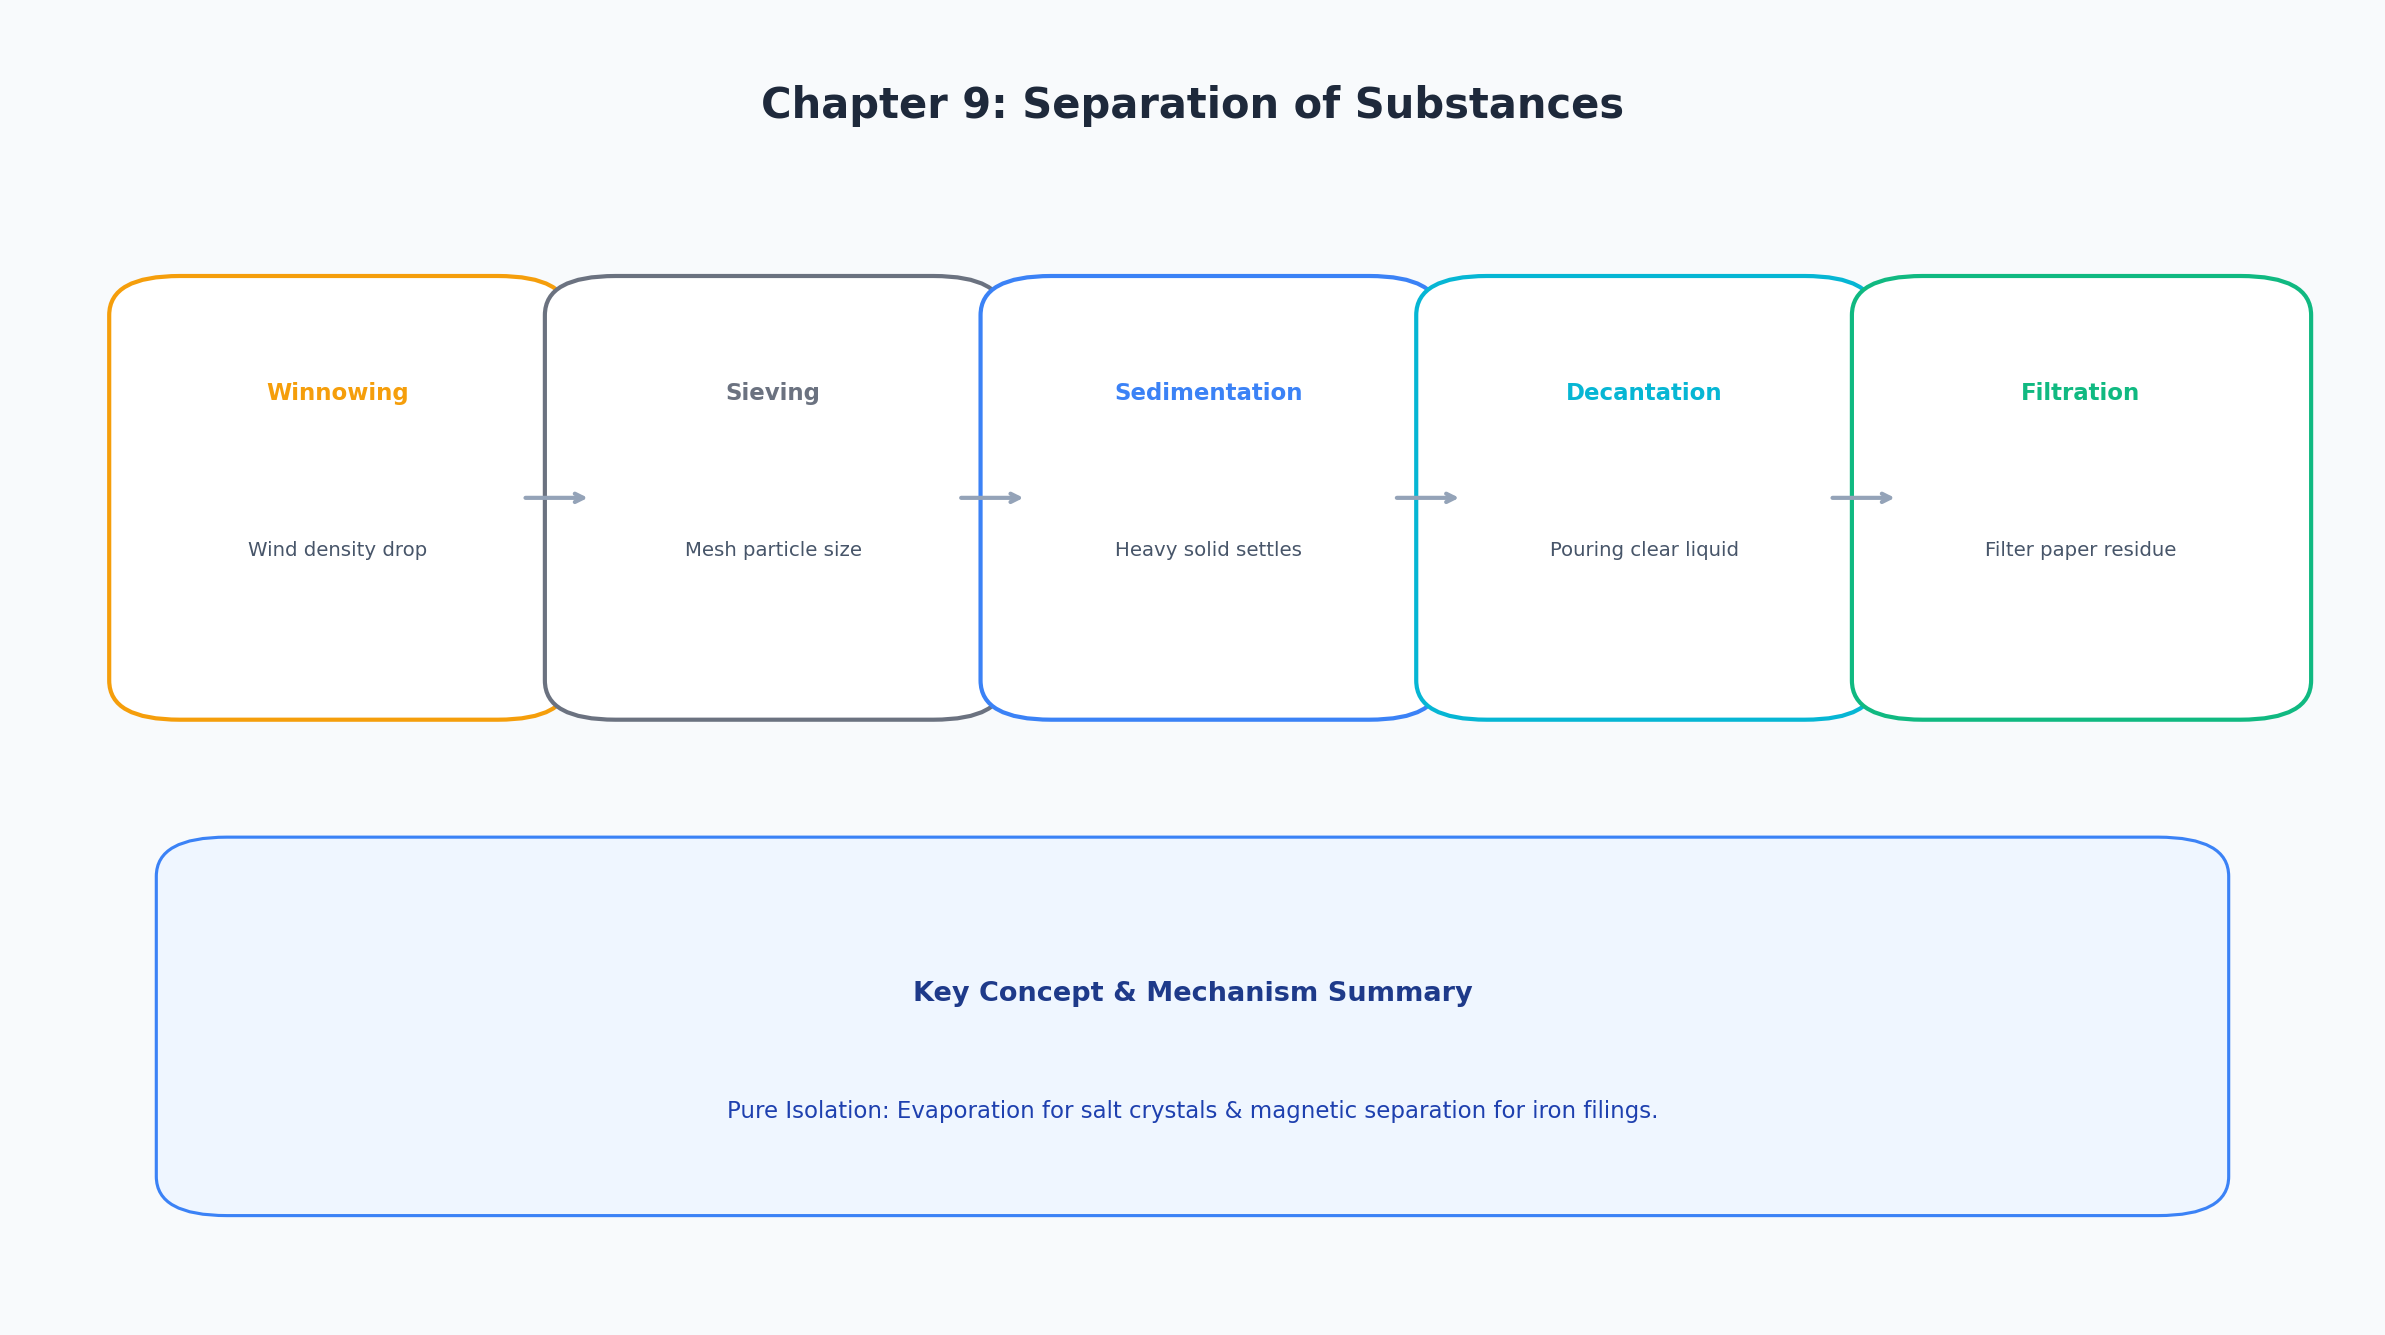 Chapter 9: Separation of Substances
Winnowing
Wind density drop
Sieving
Mesh particle size
Sedimentation
Heavy solid settles
Decantation
Pouring clear liquid
Filtration
Filter paper residue
Key Concept & Mechanism Summary
Pure Isolation: Evaporation for salt crystals & magnetic separation for iron filings.